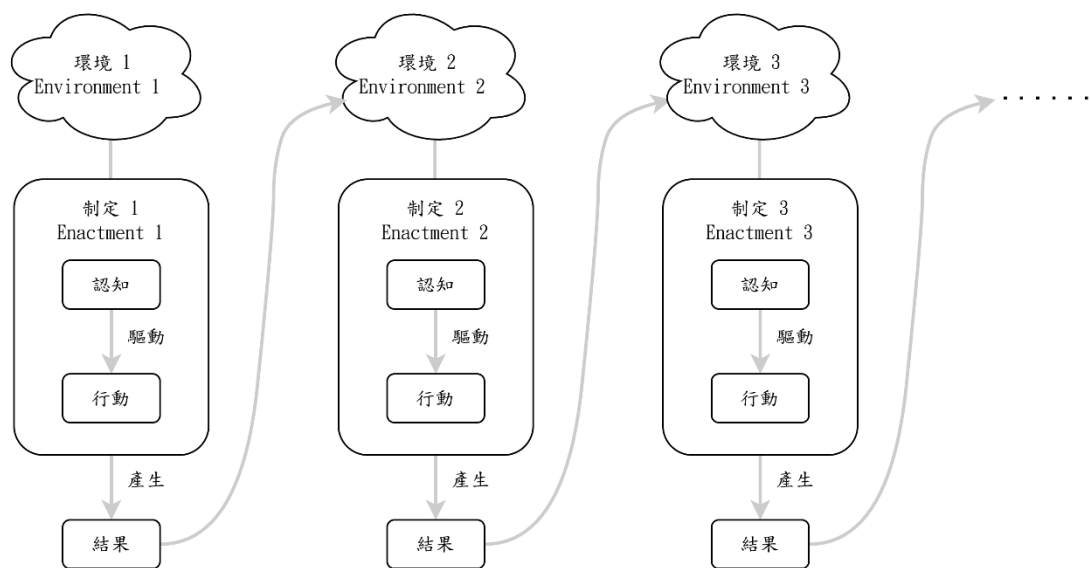 環境 1
Environment 1
制定 1
Enactment 1
認知
驅動
行動
產生
結果
環境 2
Environment 2
制定 2
Enactment 2
認知
驅動
行動
產生
結果
環境 3
Environment 3
制定 3
Enactment 3
認知
驅動
行動
產生
結果
......